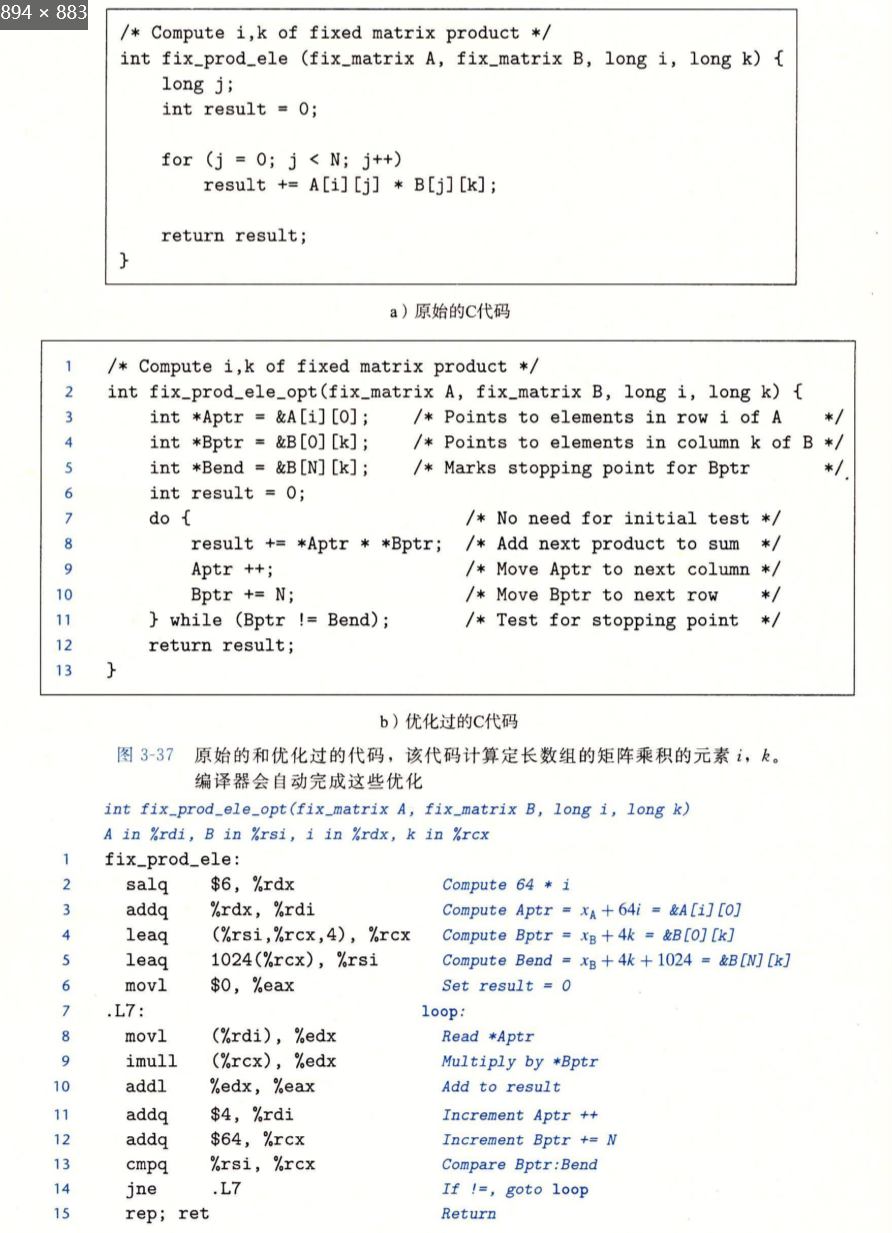 894 × 883
/* Compute i,k of fixed matrix product */
int fix_prod_ele (fix_matrix A, fix_matrix B, long i, long k) {
    long j;
    int result = 0;
    for (j = 0; j < N; j++)
        result += A[i][j] * B[j][k];
    return result;
}
a）原始的C代码
1 /* Compute i,k of fixed matrix product */
2 int fix_prod_ele_opt(fix_matrix A, fix_matrix B, long i, long k) {
3     int *Aptr = &A[i][0];    /* Points to elements in row i of A     */
4     int *Bptr = &B[0][k];    /* Points to elements in column k of B */
5     int *Bend = &B[N][k];    /* Marks stopping point for Bptr        */
6     int result = 0;
7     do {                          /* No need for initial test */
8         result += *Aptr * *Bptr;  /* Add next product to sum  */
9         Aptr ++;                  /* Move Aptr to next column */
10         Bptr += N;                /* Move Bptr to next row    */
11     } while (Bptr != Bend);       /* Test for stopping point  */
12     return result;
13 }
b）优化过的C代码
图 3-37 原始的和优化过的代码，该代码计算定长数组的矩阵乘积的元素 i，k。
编译器会自动完成这些优化
int fix_prod_ele_opt(fix_matrix A, fix_matrix B, long i, long k)
A in %rdi, B in %rsi, i in %rdx, k in %rcx
1 fix_prod_ele:
2 salq $6, %rdx Compute 64 * i
3 addq %rdx, %rdi Compute Aptr = xA + 64i = &A[i][0]
4 leaq (%rsi,%rcx,4), %rcx Compute Bptr = xB + 4k = &B[0][k]
5 leaq 1024(%rcx), %rsi Compute Bend = xB + 4k + 1024 = &B[N][k]
6 movl $0, %eax Set result = 0
7 .L7: loop:
8 movl (%rdi), %edx Read *Aptr
9 imull (%rcx), %edx Multiply by *Bptr
10 addl %edx, %eax Add to result
11 addq $4, %rdi Increment Aptr ++
12 addq $64, %rcx Increment Bptr += N
13 cmpq %rsi, %rcx Compare Bptr:Bend
14 jne .L7 If !=, goto loop
15 rep; ret Return